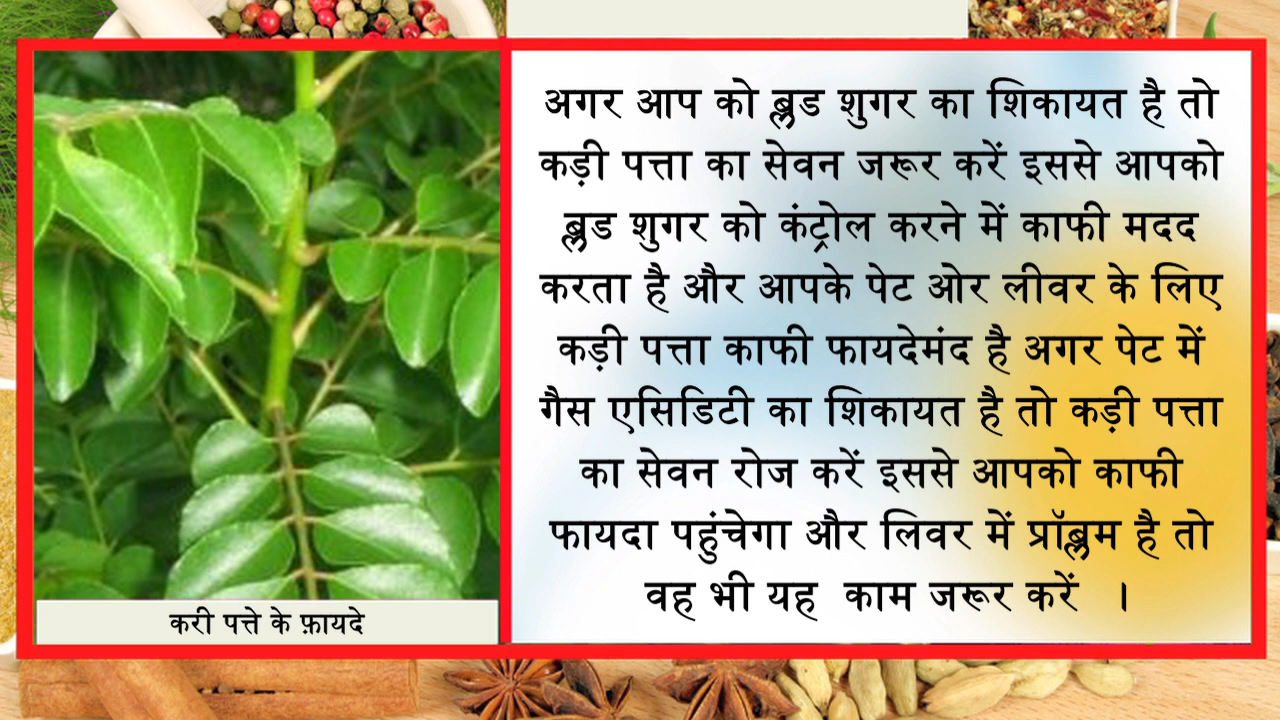 अगर आप को ब्लड शुगर का शिकायत है तो
कड़ी पत्ता का सेवन जरूर करें इससे आपको
ब्लड शुगर को कंट्रोल करने में काफी मदद
करता है और आपके पेट ओर लीवर के लिए
कड़ी पत्ता काफी फायदेमंद है अगर पेट में
गैस एसिडिटी का शिकायत है तो कड़ी पत्ता
का सेवन रोज करें इससे आपको काफी
फायदा पहुंचेगा और लिवर में प्रॉब्लम है तो
वह भी यह काम जरूर करें ।
करी पत्ते के फ़ायदे